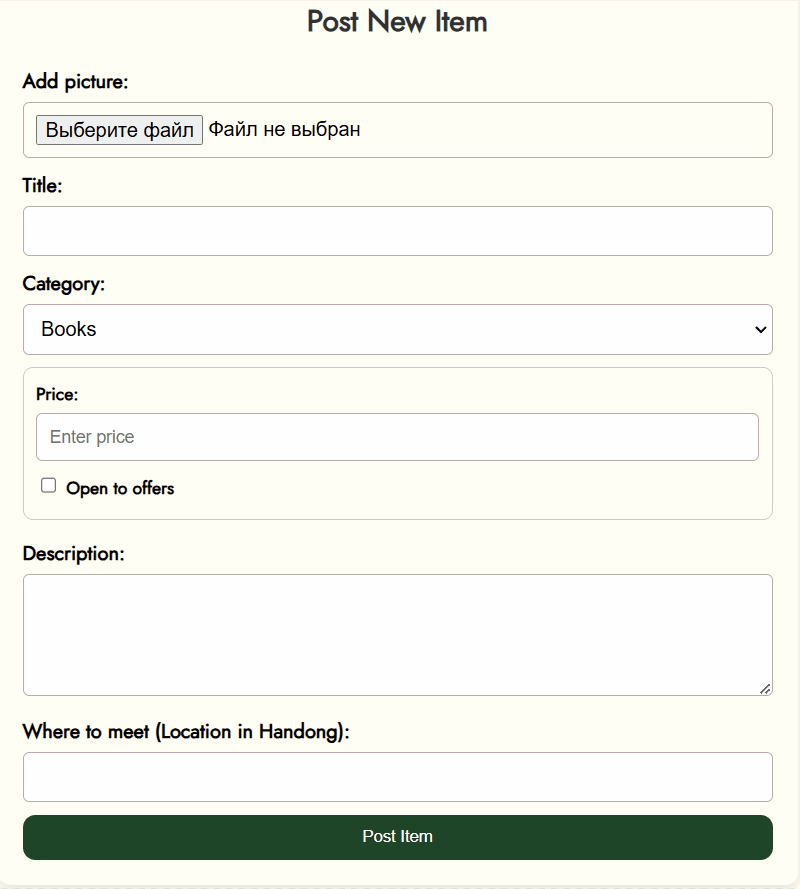 Post New Item
Add picture:
Выберите файл Файл не выбран
Title:
Category:
Books
Price:
Enter price
Open to offers
Description:
Where to meet (Location in Handong):
Post Item